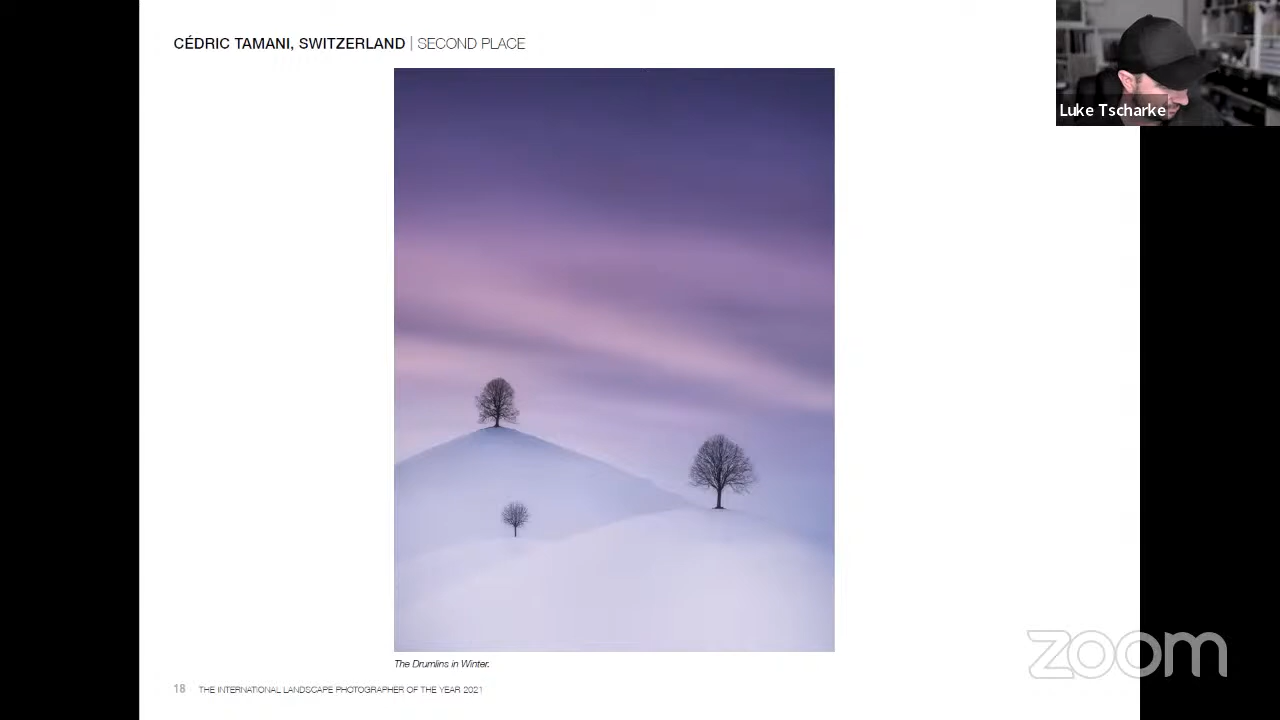 CÉDRIC TAMANI, SWITZERLAND | SECOND PLACE
Luke Tscharke
The Drumlins in Winter.
18 THE INTERNATIONAL LANDSCAPE PHOTOGRAPHER OF THE YEAR 2021
zoom